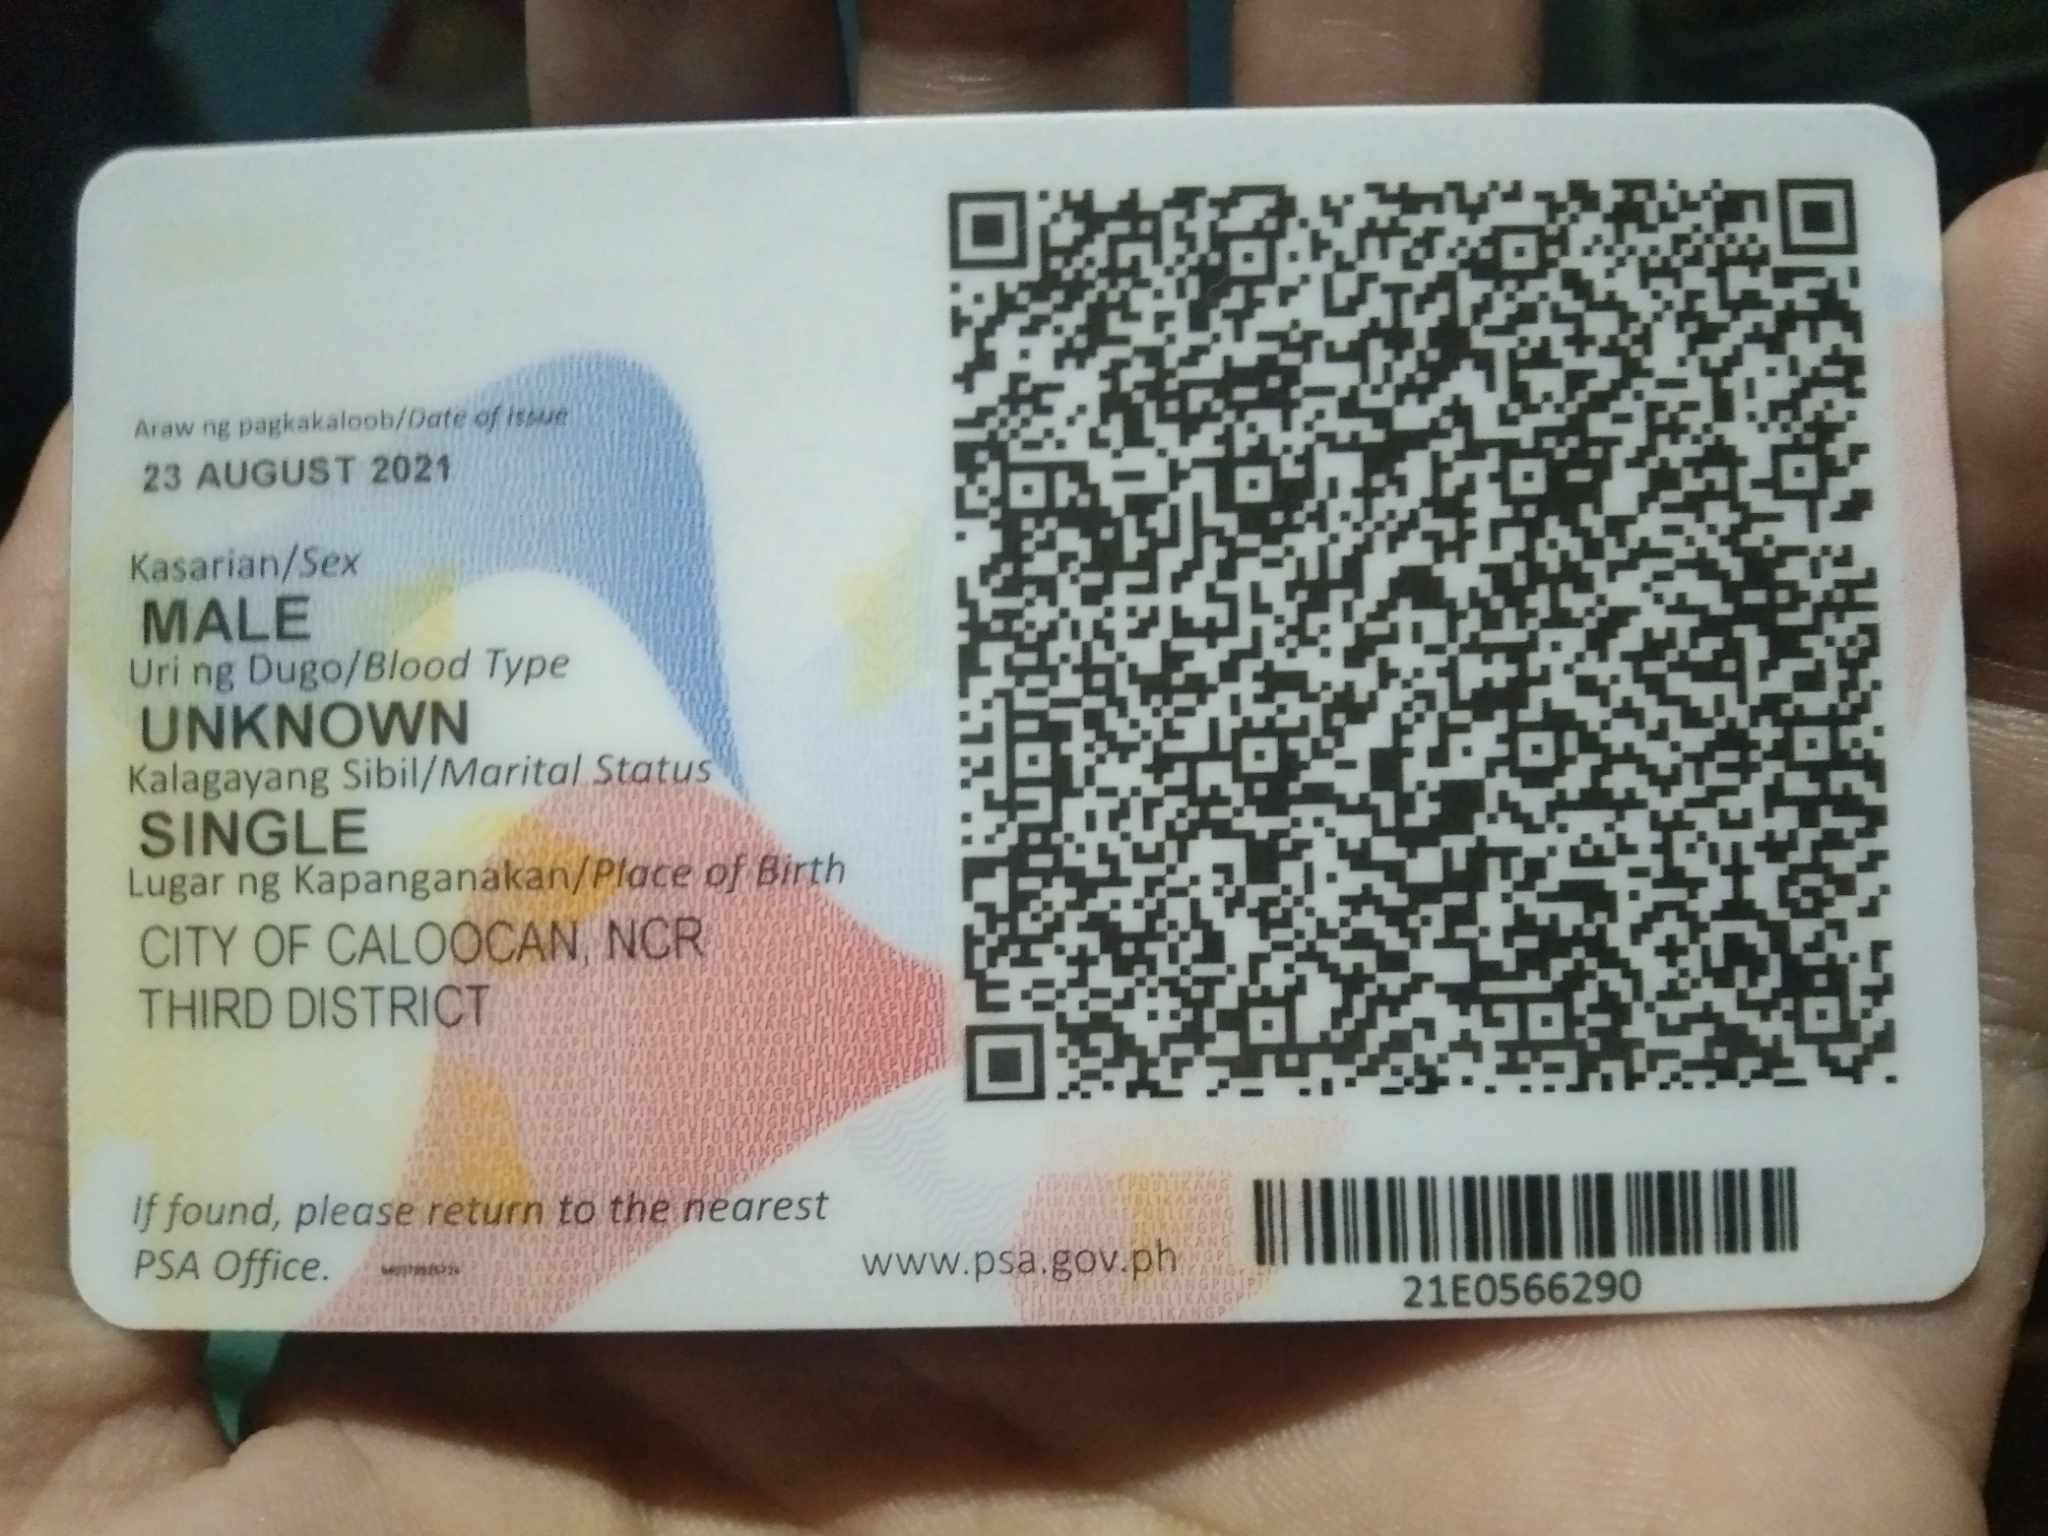 Araw ng pagkakaloob/Date of issue
23 AUGUST 2021
Kasarian/Sex
MALE
Uri ng Dugo/Blood Type
UNKNOWN
Kalagayang Sibil/Marital Status
SINGLE
Lugar ng Kapanganakan/Place of Birth
CITY OF CALOOCAN, NCR
THIRD DISTRICT
If found, please return to the nearest
PSA Office.
www.psa.gov.ph
21E0566290